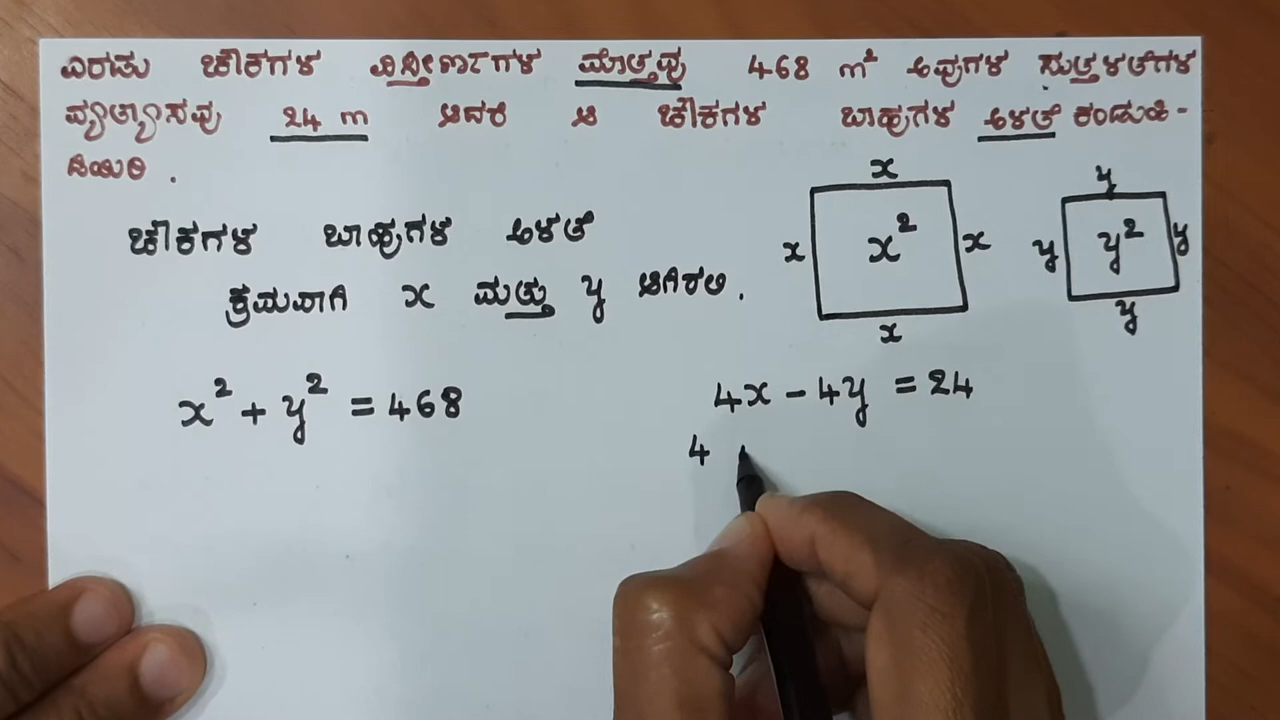 ಎರಡು ಚೌಕಗಳ ವಿಸ್ತೀರ್ಣಗಳ ಮೊತ್ತವು 468 m² ಅವುಗಳ ಸುತ್ತಳತೆಗಳ
ವ್ಯತ್ಯಾಸವು 24 m ಆದರೆ ಆ ಚೌಕಗಳ ಬಾಹುಗಳ ಅಳತೆ ಕಂಡುಹಿ-
ಡಿಯಿರಿ .
ಚೌಕಗಳ ಬಾಹುಗಳ ಅಳತೆ
ಕ್ರಮವಾಗಿ x ಮತ್ತು y ಆಗಿರಲಿ .
x
x x² x
x
y
y y² y
y
x² + y² = 468
4x - 4y = 24
4